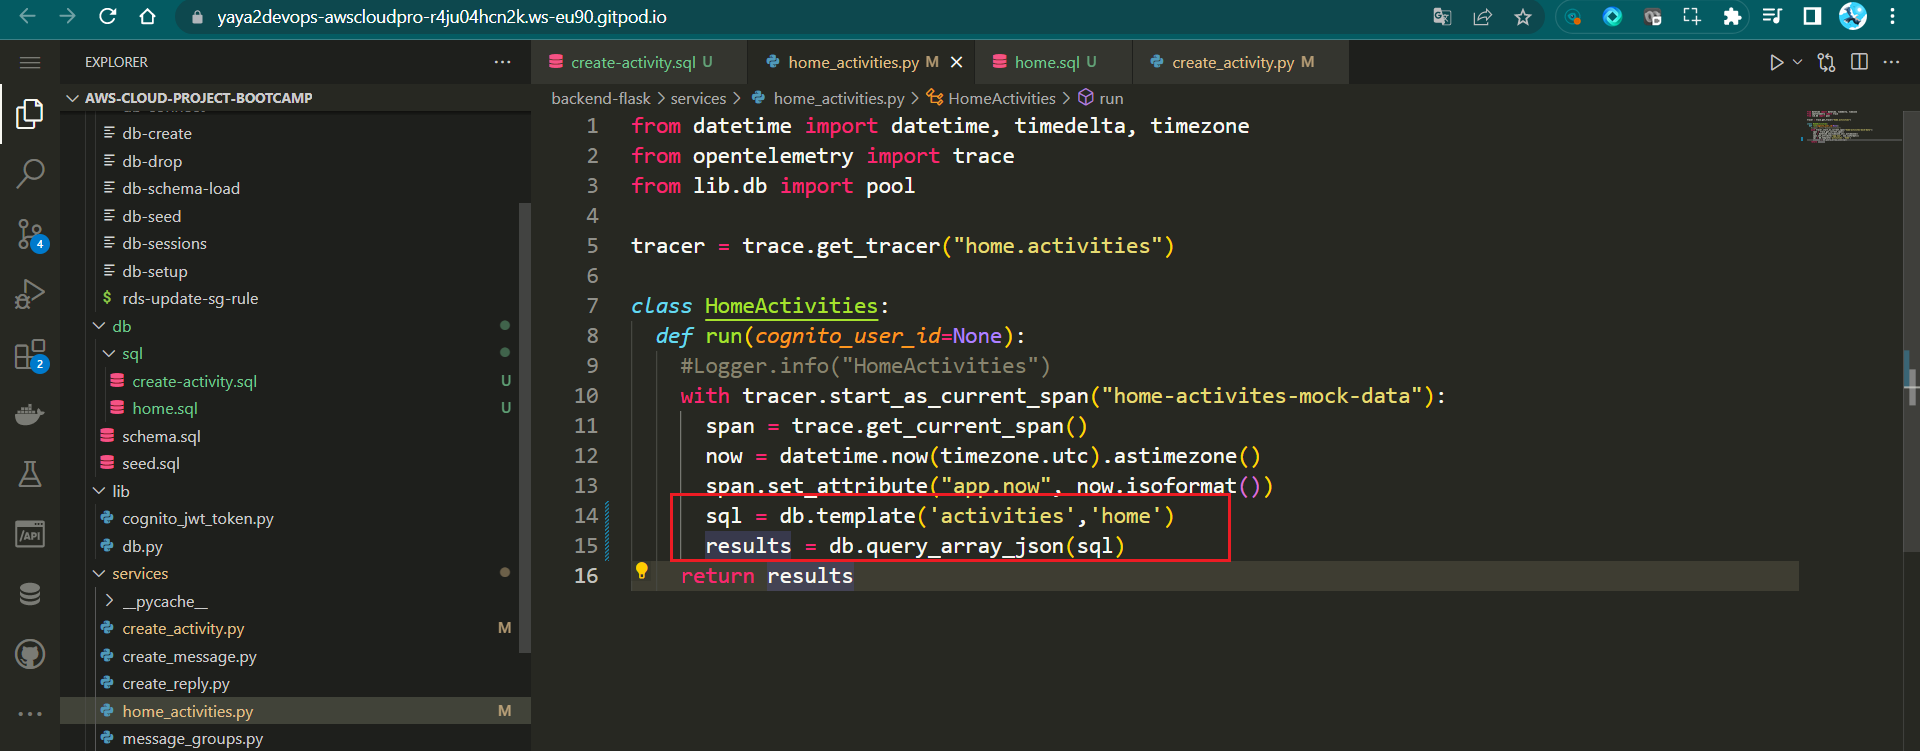 yaya2devops-awscloudpro-r4ju04hcn2k.ws-eu90.gitpod.io
EXPLORER
create-activity.sql U
home_activities.py M
home.sql U
create_activity.py M
AWS-CLOUD-PROJECT-BOOTCAMP
backend-flask > services > home_activities.py > HomeActivities > run
db-create
db-drop
db-schema-load
db-seed
db-sessions
db-setup
$ rds-update-sg-rule
db
sql
create-activity.sql U
home.sql U
schema.sql
seed.sql
lib
cognito_jwt_token.py
db.py
services
__pycache__
create_activity.py M
create_message.py
create_reply.py
home_activities.py M
message_groups.py
4
2
API
1 from datetime import datetime, timedelta, timezone
2 from opentelemetry import trace
3 from lib.db import pool
4
5 tracer = trace.get_tracer("home.activities")
6
7 class HomeActivities:
8 def run(cognito_user_id=None):
9 #Logger.info("HomeActivities")
10 with tracer.start_as_current_span("home-activites-mock-data"):
11 span = trace.get_current_span()
12 now = datetime.now(timezone.utc).astimezone()
13 span.set_attribute("app.now", now.isoformat())
14 sql = db.template('activities','home')
15 results = db.query_array_json(sql)
16 return results